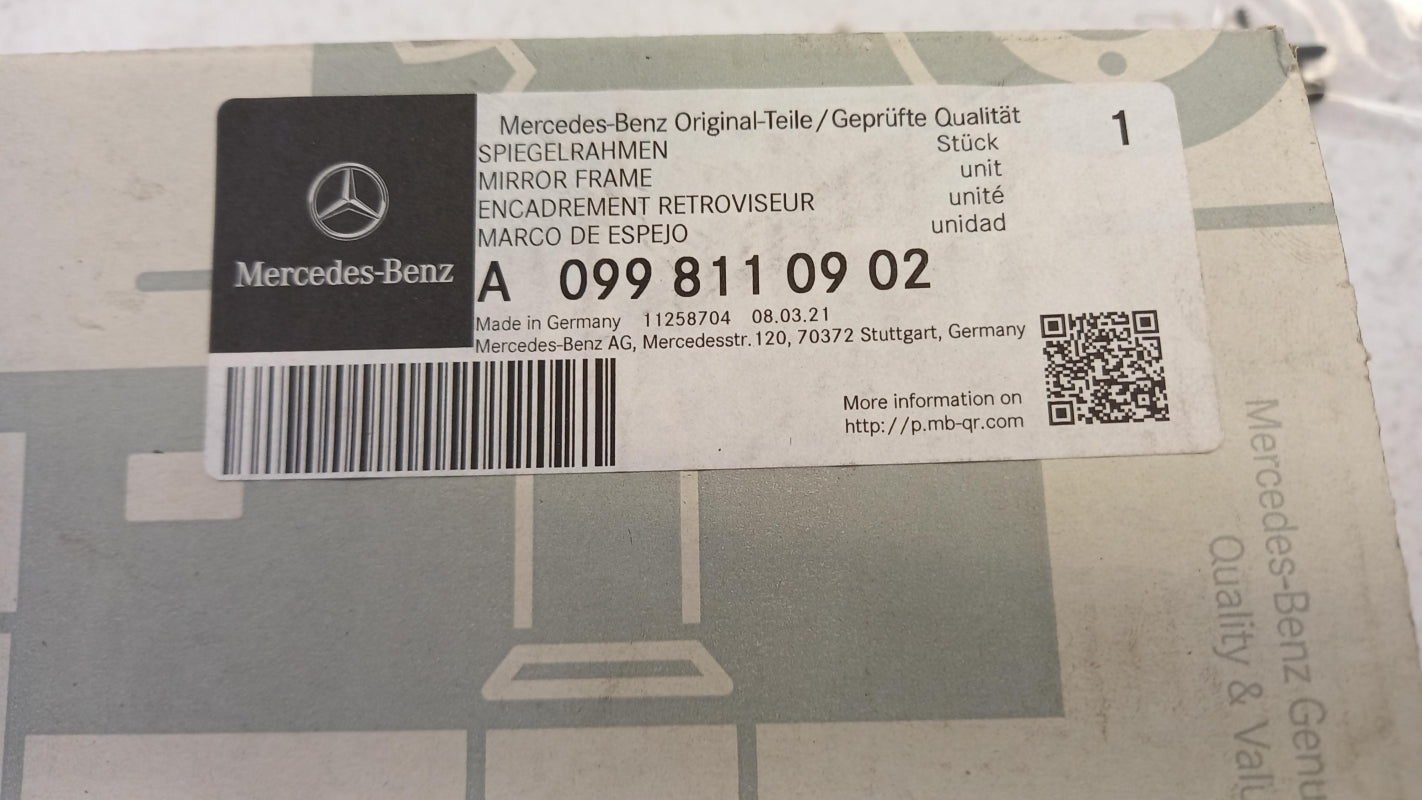 Mercedes-Benz
Mercedes-Benz Original-Teile/Geprüfte Qualität
1
SPIEGELRAHMEN Stück
MIRROR FRAME unit
ENCADREMENT RETROVISEUR unité
MARCO DE ESPEJO unidad
A 099 811 09 02
Made in Germany 11258704 08.03.21
Mercedes-Benz AG, Mercedesstr.120, 70372 Stuttgart, Germany
More information on
http://p.mb-qr.com
Mercedes-Benz Genu
Quality & Valu